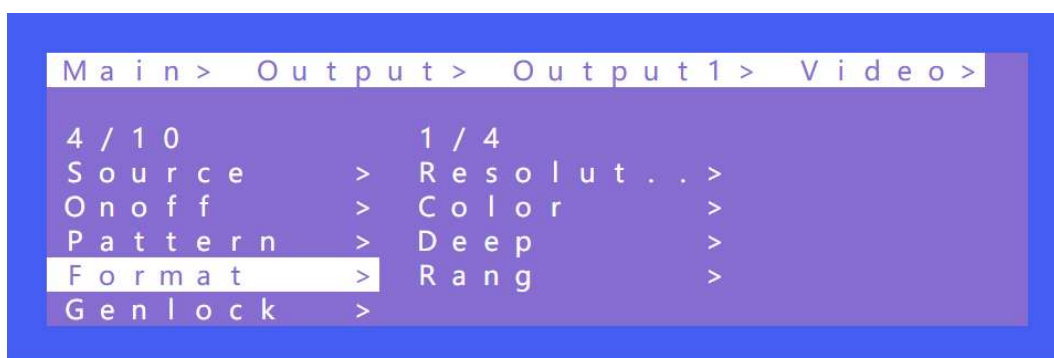 Main> Output> Output1> Video>
4/10 1/4
Source > Resolut..>
Onoff > Color >
Pattern > Deep >
Format > Rang >
Genlock >